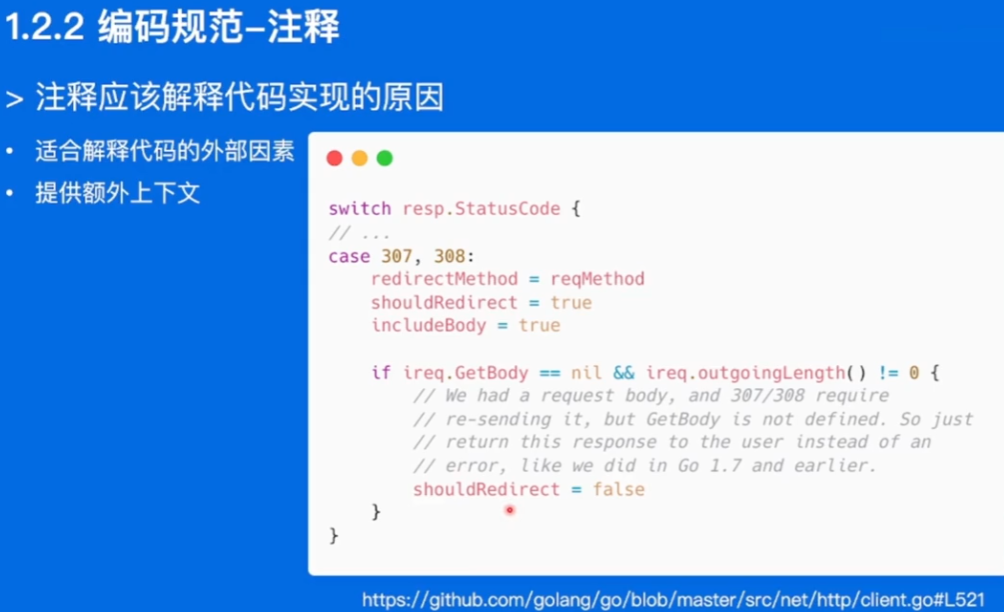 1.2.2 编码规范-注释
> 注释应该解释代码实现的原因
• 适合解释代码的外部因素
• 提供额外上下文
switch resp.StatusCode {
// ...
case 307, 308:
    redirectMethod = reqMethod
    shouldRedirect = true
    includeBody = true
    if ireq.GetBody == nil && ireq.outgoingLength() != 0 {
        // We had a request body, and 307/308 require
        // re-sending it, but GetBody is not defined. So just
        // return this response to the user instead of an
        // error, like we did in Go 1.7 and earlier.
        shouldRedirect = false
    }
}
https://github.com/golang/go/blob/master/src/net/http/client.go#L521